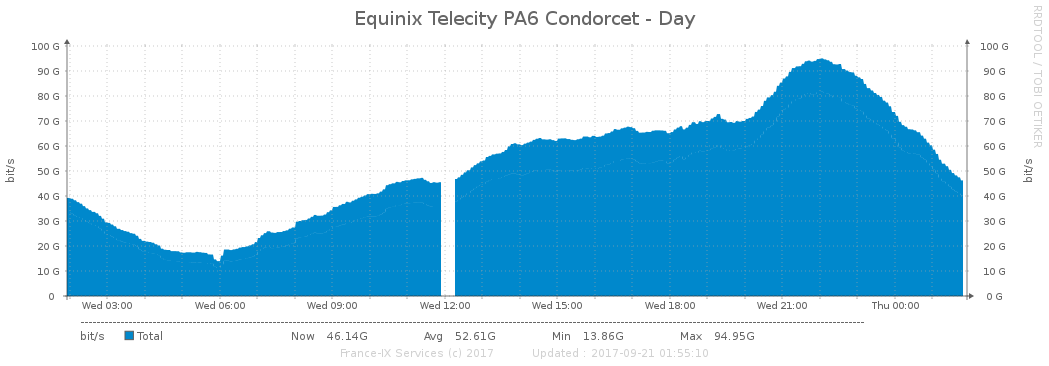 Equinix Telecity PA6 Condorcet - Day
RRDTOOL / TOBI OETIKER
bit/s
bit/s
100 G 100 G
90 G 90 G
80 G 80 G
70 G 70 G
60 G 60 G
50 G 50 G
40 G 40 G
30 G 30 G
20 G 20 G
10 G 10 G
0 0 G
Wed 03:00 Wed 06:00 Wed 09:00 Wed 12:00 Wed 15:00 Wed 18:00 Wed 21:00 Thu 00:00
bit/s Total Now 46.14G Avg 52.61G Min 13.86G Max 94.95G
France-IX Services (c) 2017 Updated : 2017-09-21 01:55:10